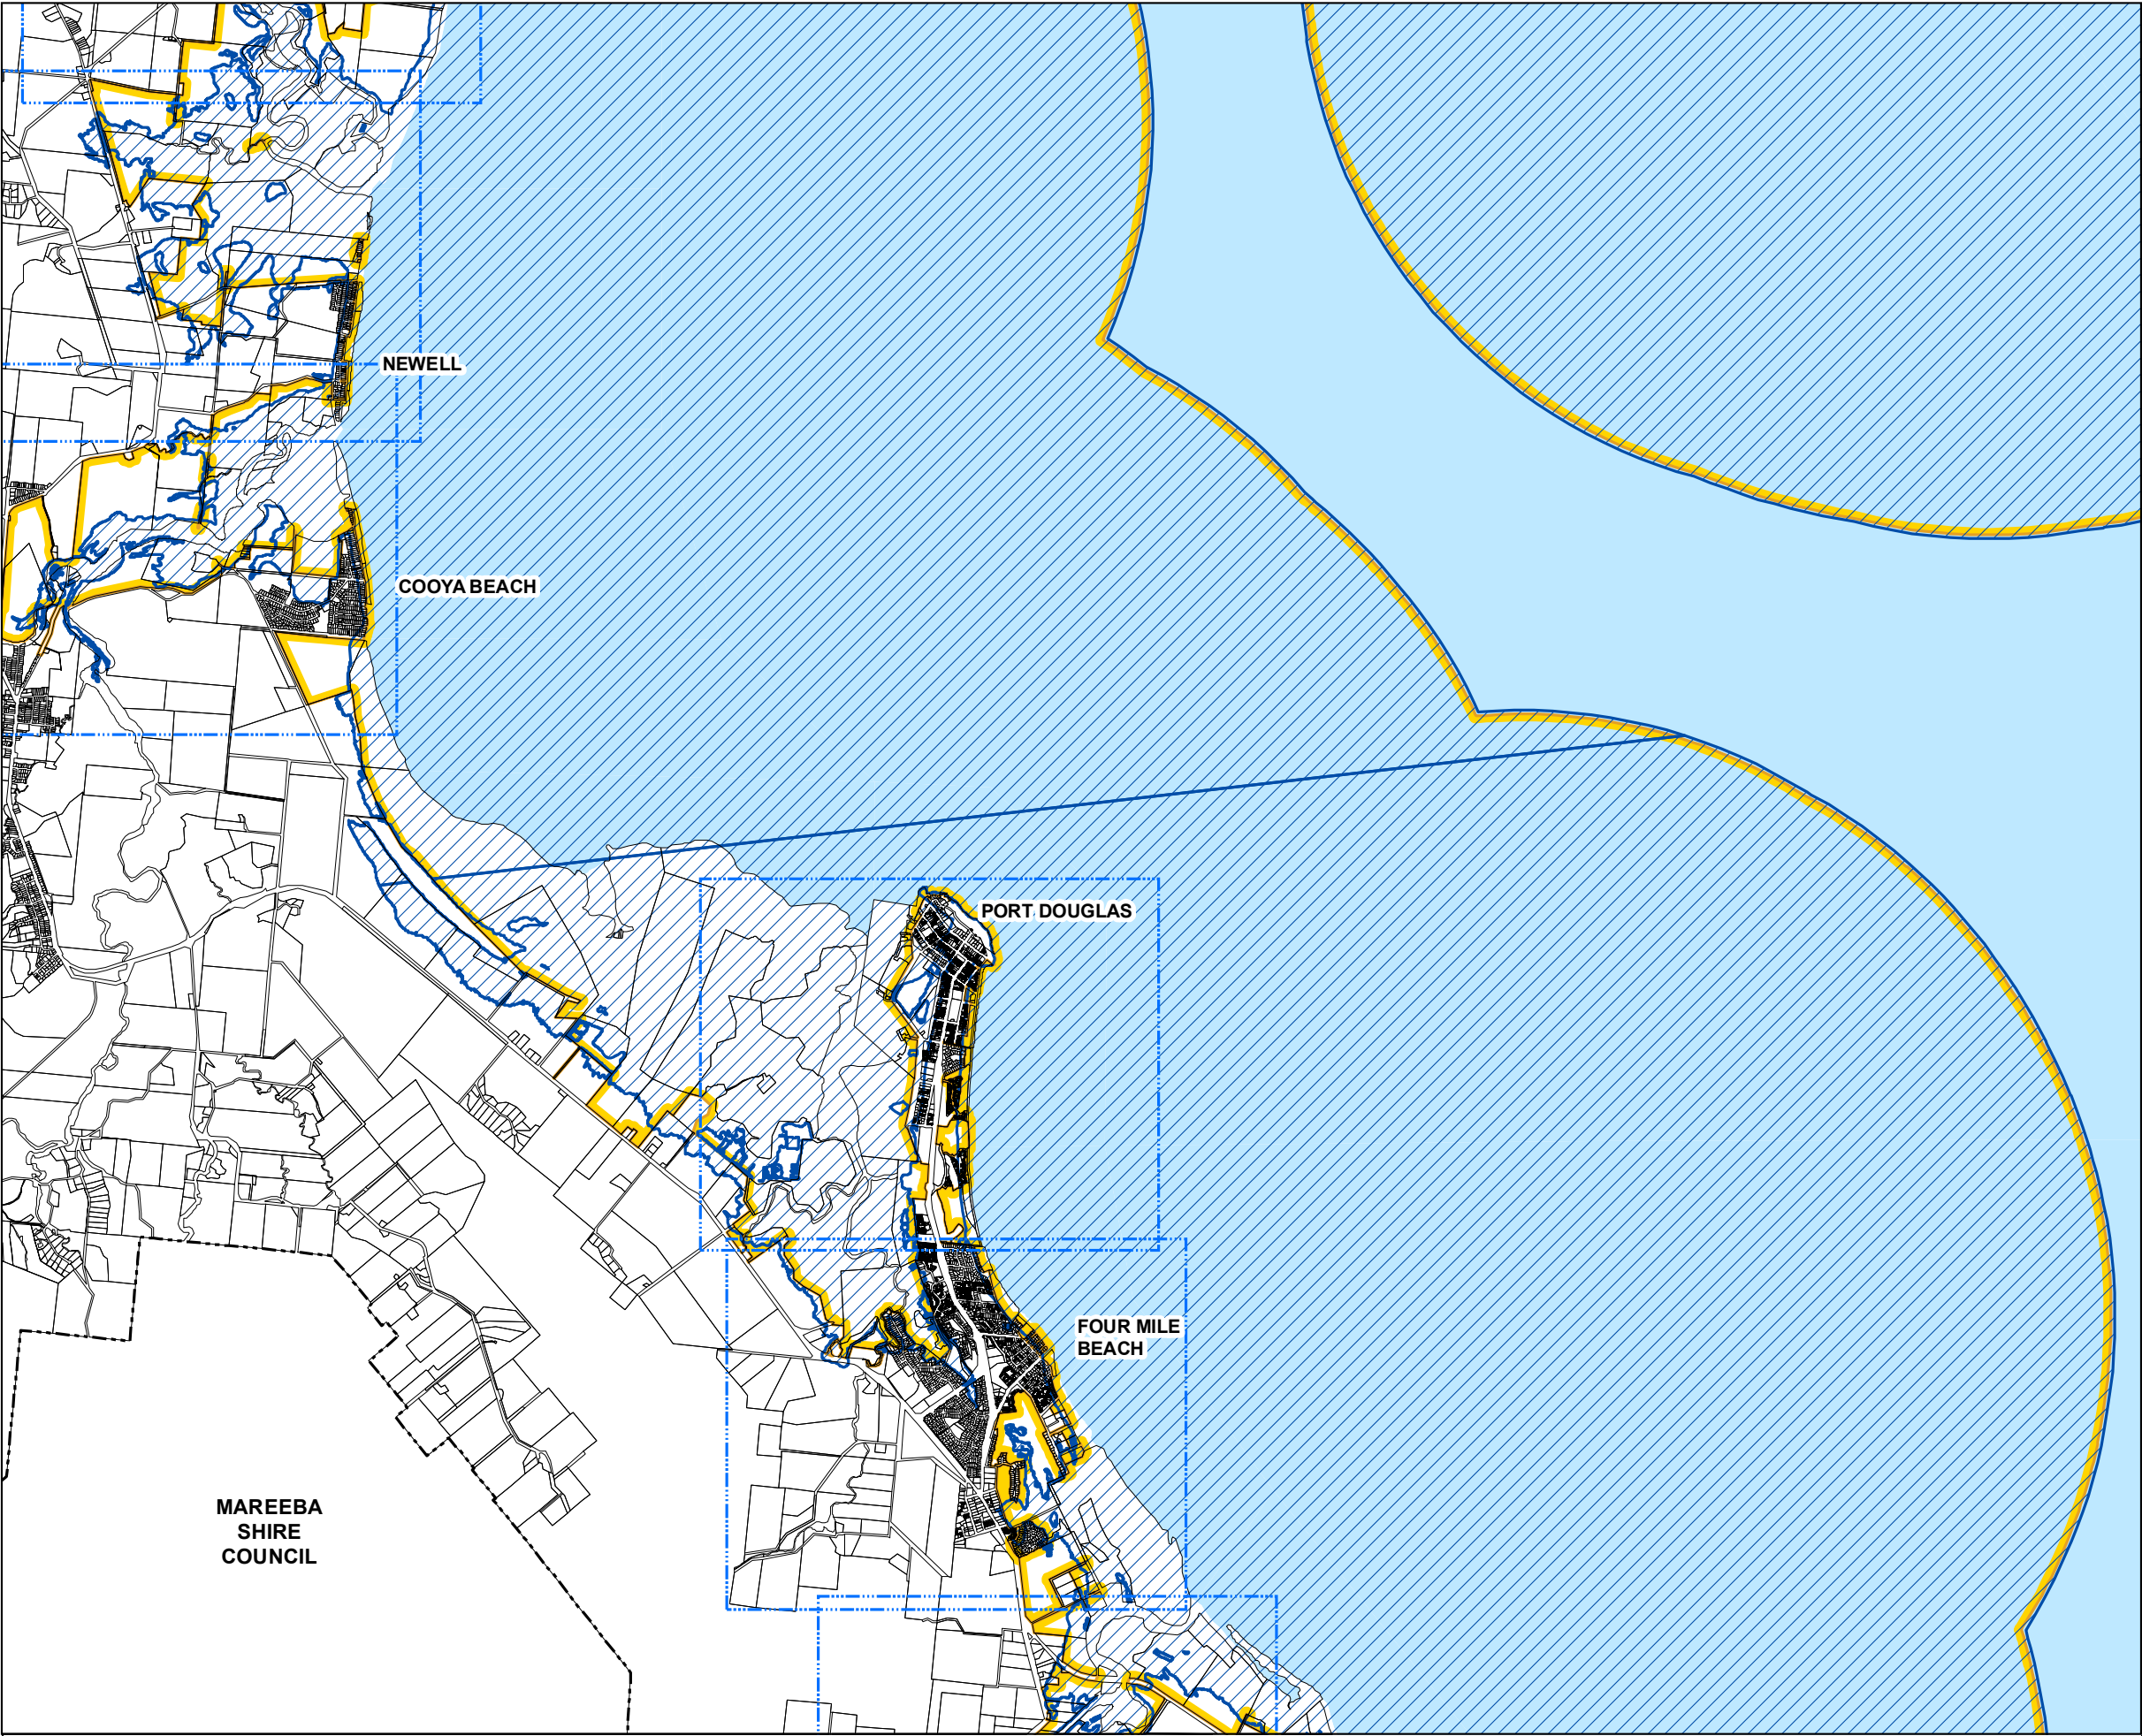 NEWELL
COOYA BEACH
PORT DOUGLAS
FOUR MILE
BEACH
MAREEBA
SHIRE
COUNCIL